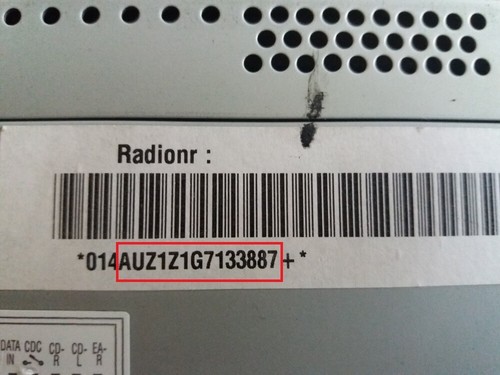 Radionr :
*014AUZ1Z1G7133887+*
DATA IN CDC CD-R CD-L EA-R